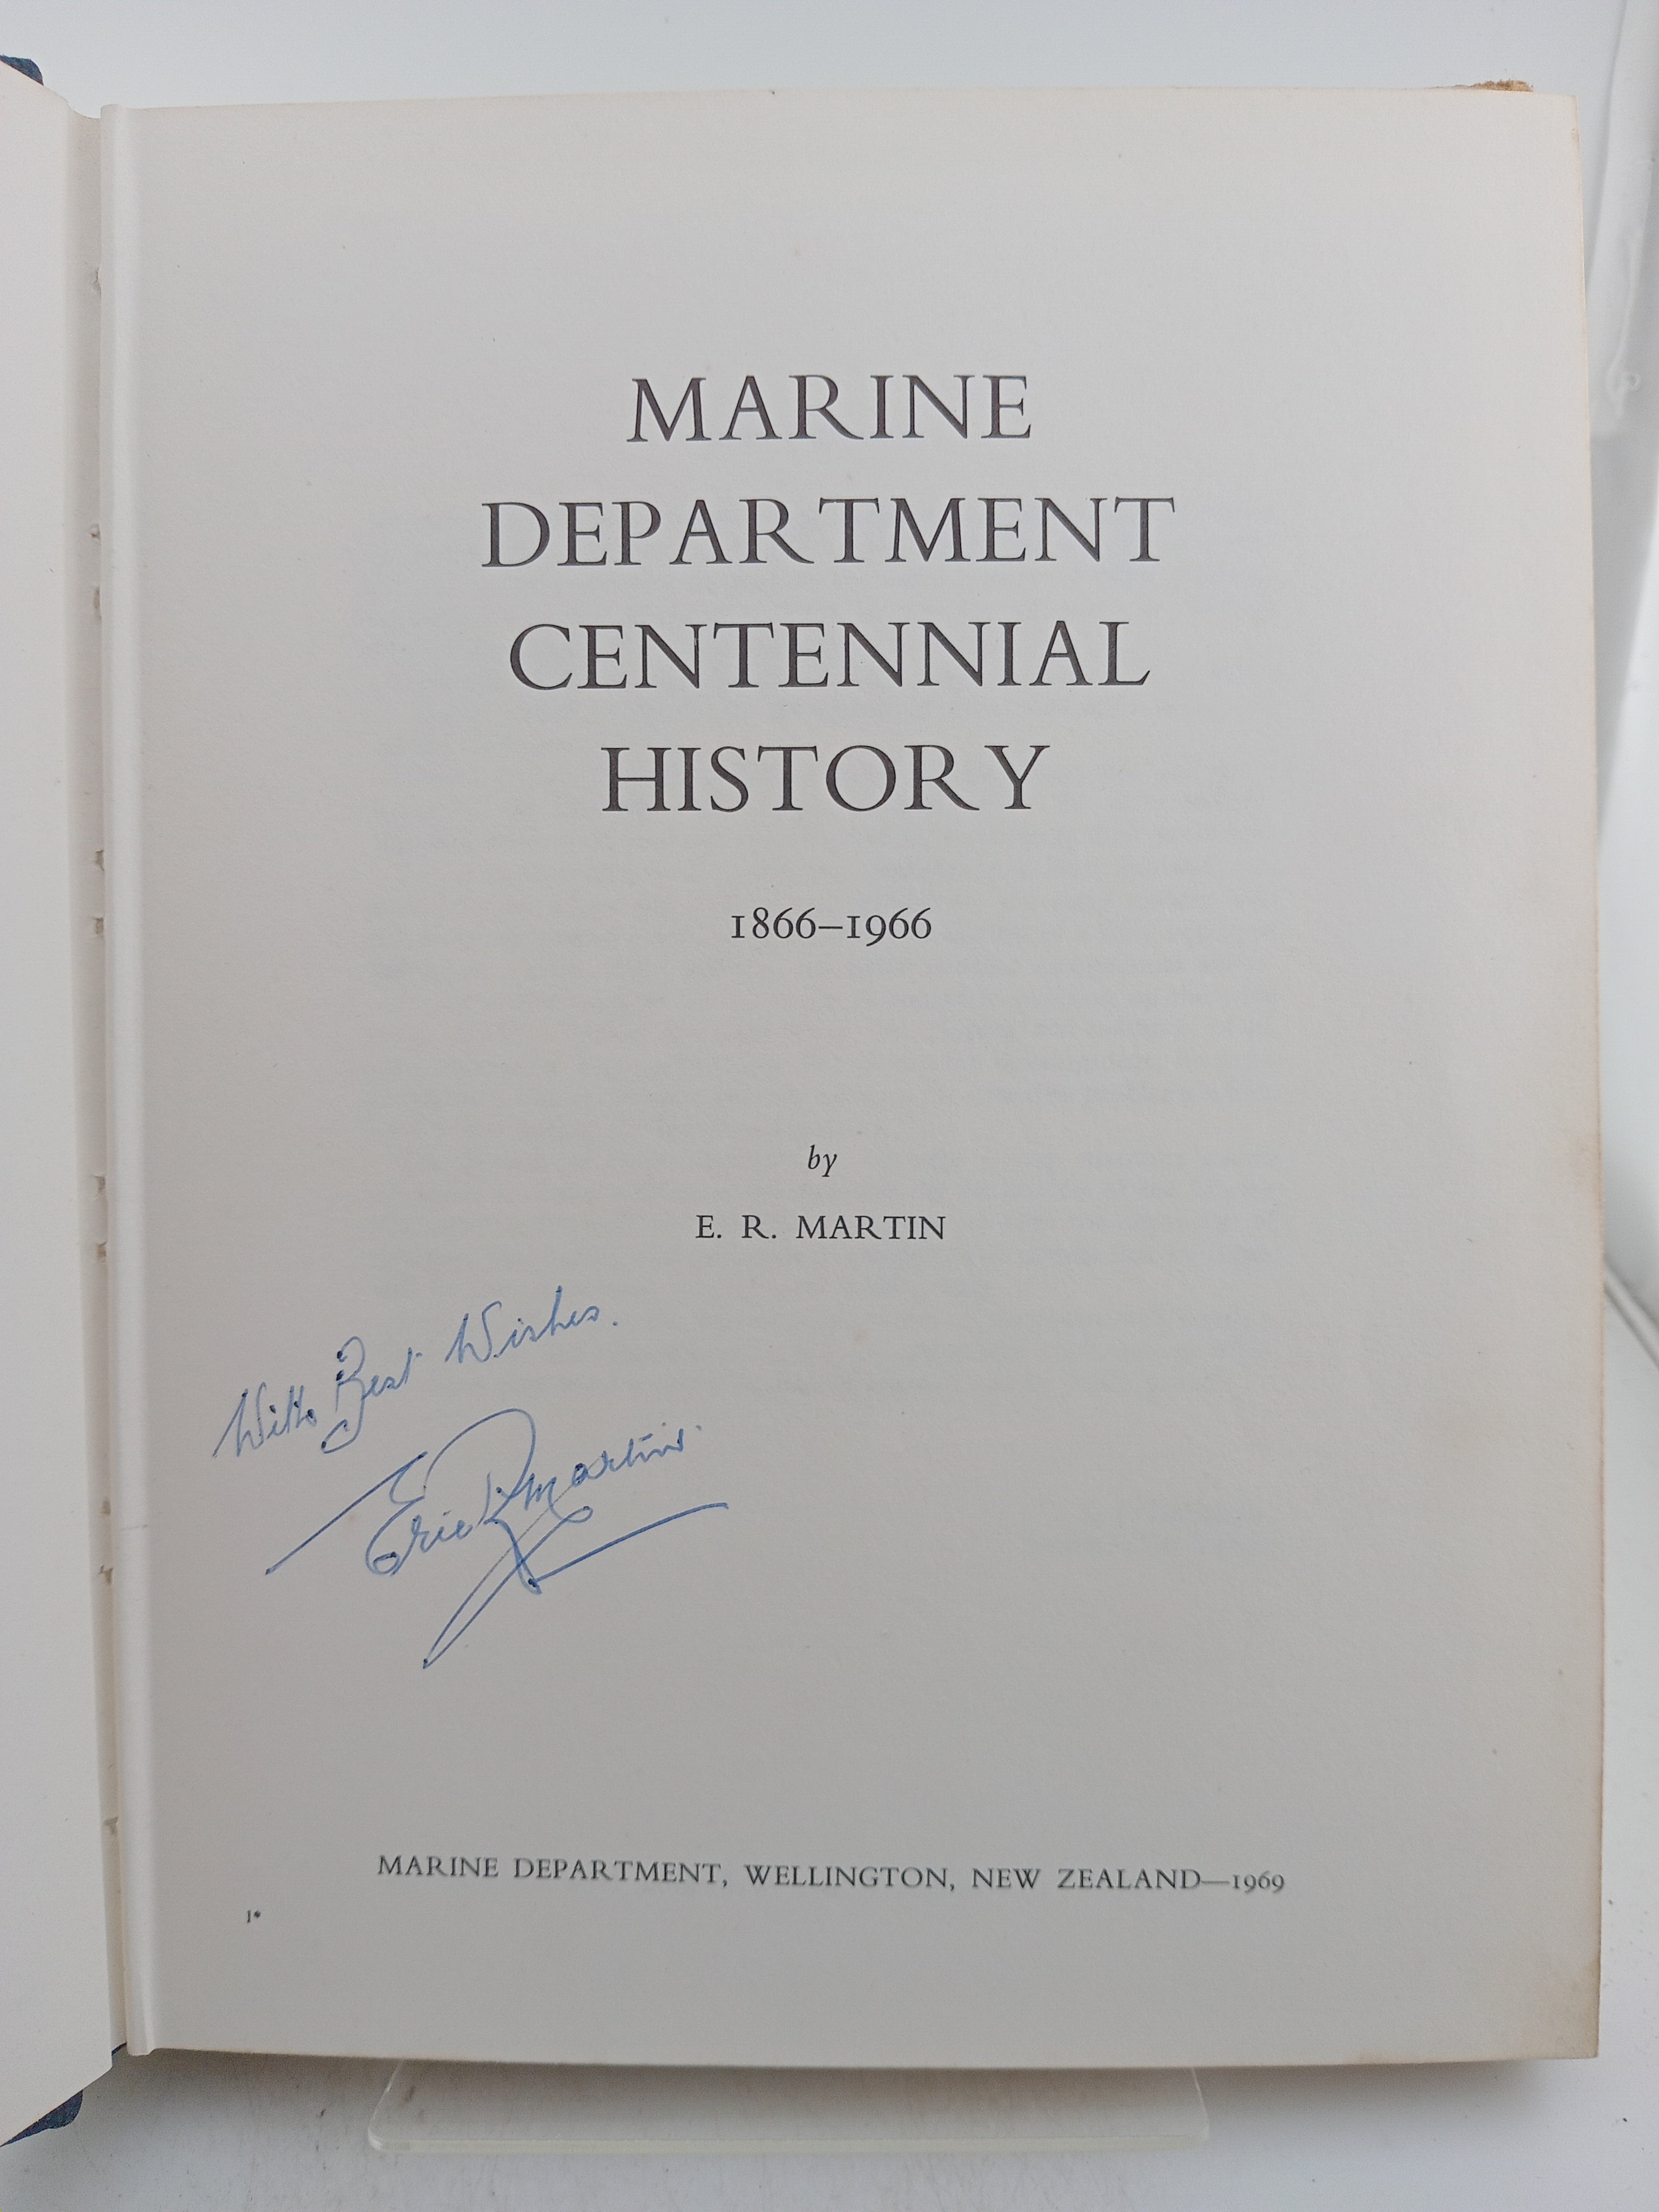 MARINE
DEPARTMENT
CENTENNIAL
HISTORY
1866–1966
by
E. R. MARTIN
With Best Wishes.
Eric R Martin.
MARINE DEPARTMENT, WELLINGTON, NEW ZEALAND—1969
1*